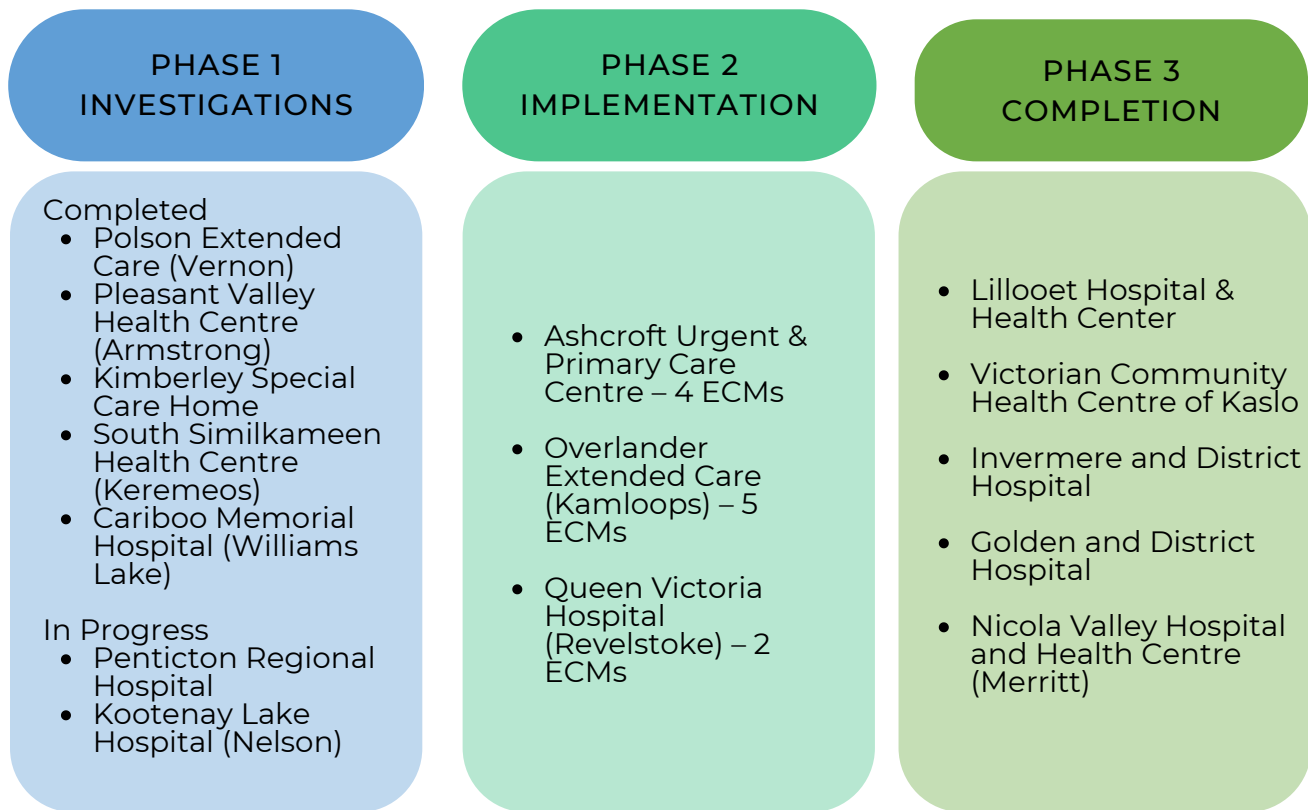 PHASE 1
INVESTIGATIONS
Completed
• Polson Extended
Care (Vernon)
• Pleasant Valley
Health Centre
(Armstrong)
• Kimberley Special
Care Home
• South Similkameen
Health Centre
(Keremeos)
• Cariboo Memorial
Hospital (Williams
Lake)
In Progress
• Penticton Regional
Hospital
• Kootenay Lake
Hospital (Nelson)
PHASE 2
IMPLEMENTATION
• Ashcroft Urgent &
Primary Care
Centre – 4 ECMs
• Overlander
Extended Care
(Kamloops) – 5
ECMs
• Queen Victoria
Hospital
(Revelstoke) – 2
ECMs
PHASE 3
COMPLETION
• Lillooet Hospital &
Health Center
• Victorian Community
Health Centre of Kaslo
• Invermere and District
Hospital
• Golden and District
Hospital
• Nicola Valley Hospital
and Health Centre
(Merritt)